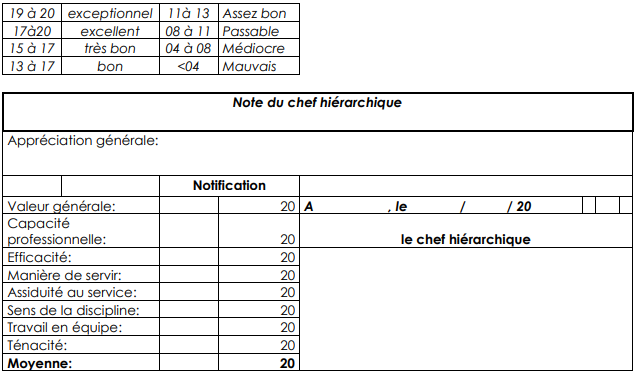 19 à 20 exceptionnel 11à 13 Assez bon
17à20 excellent 08 à 11 Passable
15 à 17 très bon 04 à 08 Médiocre
13 à 17 bon <04 Mauvais
Note du chef hiérarchique
Appréciation générale:
Notification
Valeur générale: 20 A , le / / 20
Capacité
professionnelle: 20 le chef hiérarchique
Efficacité: 20
Manière de servir: 20
Assiduité au service: 20
Sens de la discipline: 20
Travail en équipe: 20
Ténacité: 20
Moyenne: 20